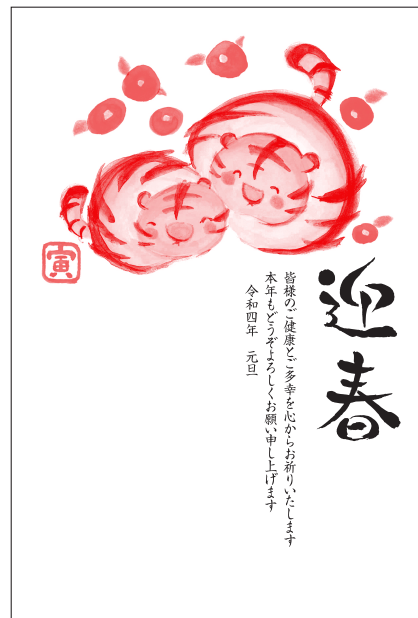 迎春
皆様のご健康とご多幸を心からお祈りいたします
本年もどうぞよろしくお願い申し上げます
令和四年 元旦
寅